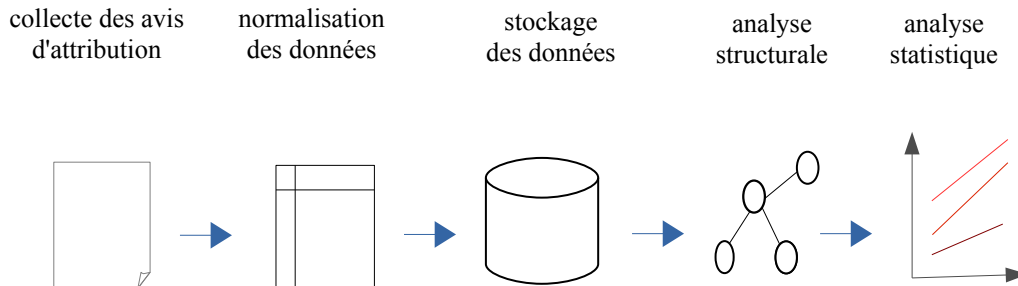 collecte des avis
d'attribution
normalisation
des données
stockage
des données
analyse
structurale
analyse
statistique